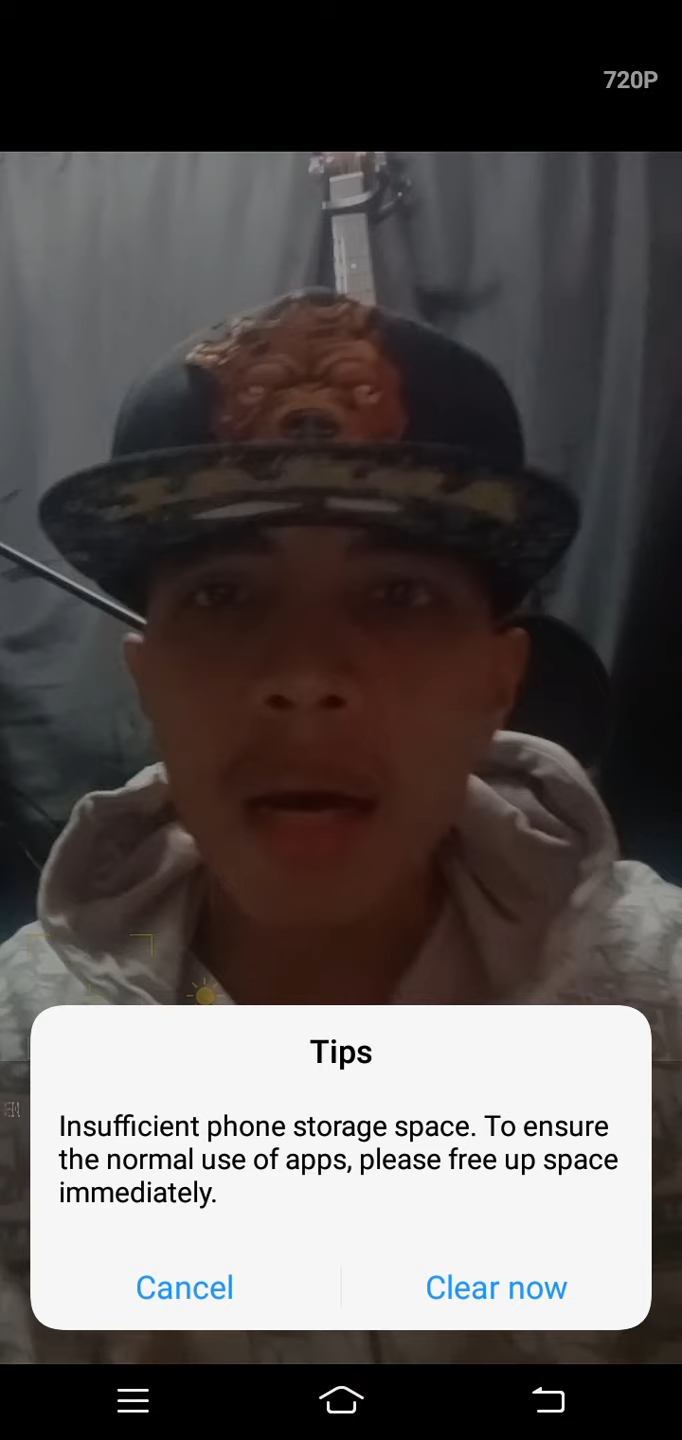 720P
Tips
Insufficient phone storage space. To ensure
the normal use of apps, please free up space
immediately.
Cancel
Clear now